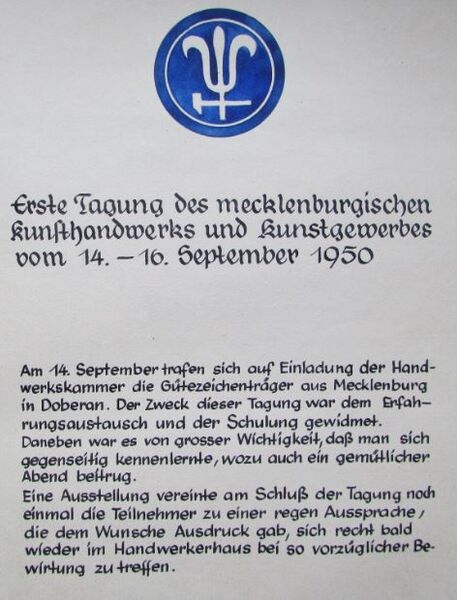 Erste Tagung des mecklenburgischen
Kunsthandwerks und Kunstgewerbes
vom 14. – 16. September 1950
Am 14. September trafen sich auf Einladung der Hand-
werkskammer die Gütezeichenträger aus Mecklenburg
in Doberan. Der Zweck dieser Tagung war dem Erfah-
rungsaustausch und der Schulung gewidmet.
Daneben war es von grosser Wichtigkeit, daß man sich
gegenseitig kennenlernte, wozu auch ein gemütlicher
Abend beitrug.
Eine Ausstellung vereinte am Schluß der Tagung noch
einmal die Teilnehmer zu einer regen Aussprache,
die dem Wunsche Ausdruck gab, sich recht bald
wieder im Handwerkerhaus bei so vorzüglicher Be-
wirtung zu treffen.